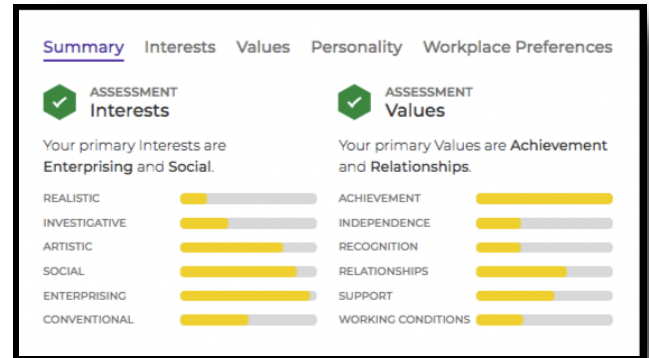 Summary Interests Values Personality Workplace Preferences
ASSESSMENT
Interests
Your primary Interests are
Enterprising and Social.
REALISTIC
INVESTIGATIVE
ARTISTIC
SOCIAL
ENTERPRISING
CONVENTIONAL
ASSESSMENT
Values
Your primary Values are Achievement
and Relationships.
ACHIEVEMENT
INDEPENDENCE
RECOGNITION
RELATIONSHIPS
SUPPORT
WORKING CONDITIONS